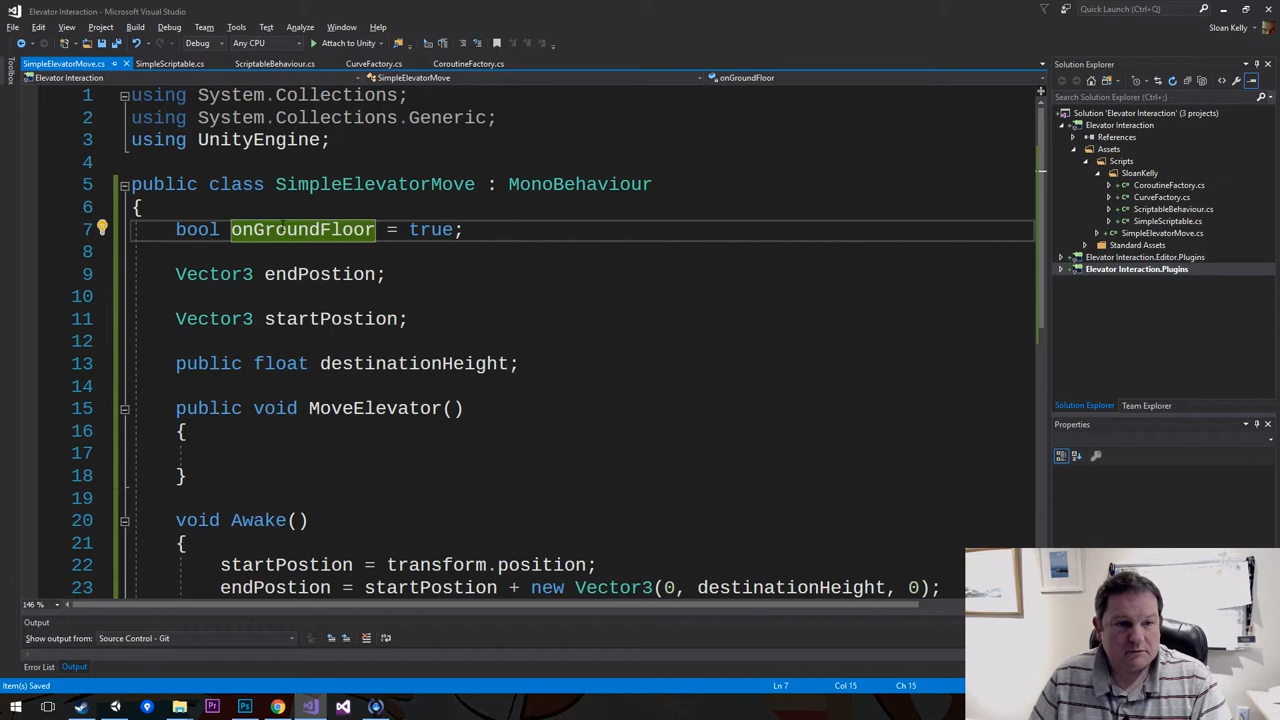 Elevator Interaction - Microsoft Visual Studio
Quick Launch (Ctrl+Q)
File Edit View Project Build Debug Team Tools Test Analyze Window Help
Sloan Kelly
Debug Any CPU Attach to Unity
SimpleElevatorMove.cs SimpleScriptable.cs ScriptableBehaviour.cs CurveFactory.cs CoroutineFactory.cs
Elevator Interaction SimpleElevatorMove onGroundFloor
Toolbox
1 using System.Collections;
2 using System.Collections.Generic;
3 using UnityEngine;
4
5 public class SimpleElevatorMove : MonoBehaviour
6 {
7 bool onGroundFloor = true;
8
9 Vector3 endPostion;
10
11 Vector3 startPostion;
12
13 public float destinationHeight;
14
15 public void MoveElevator()
16 {
17
18 }
19
20 void Awake()
21 {
22 startPostion = transform.position;
23 endPostion = startPostion + new Vector3(0, destinationHeight, 0);
146 %
Solution Explorer
Search Solution Explorer (Ctrl+;)
Solution 'Elevator Interaction' (3 projects)
Elevator Interaction
References
Assets
Scripts
SloanKelly
CoroutineFactory.cs
CurveFactory.cs
ScriptableBehaviour.cs
SimpleScriptable.cs
SimpleElevatorMove.cs
Standard Assets
Elevator Interaction.Editor.Plugins
Elevator Interaction.Plugins
Solution Explorer Team Explorer
Properties
Output
Show output from: Source Control - Git
Error List Output
Item(s) Saved Ln 7 Col 15 Ch 15